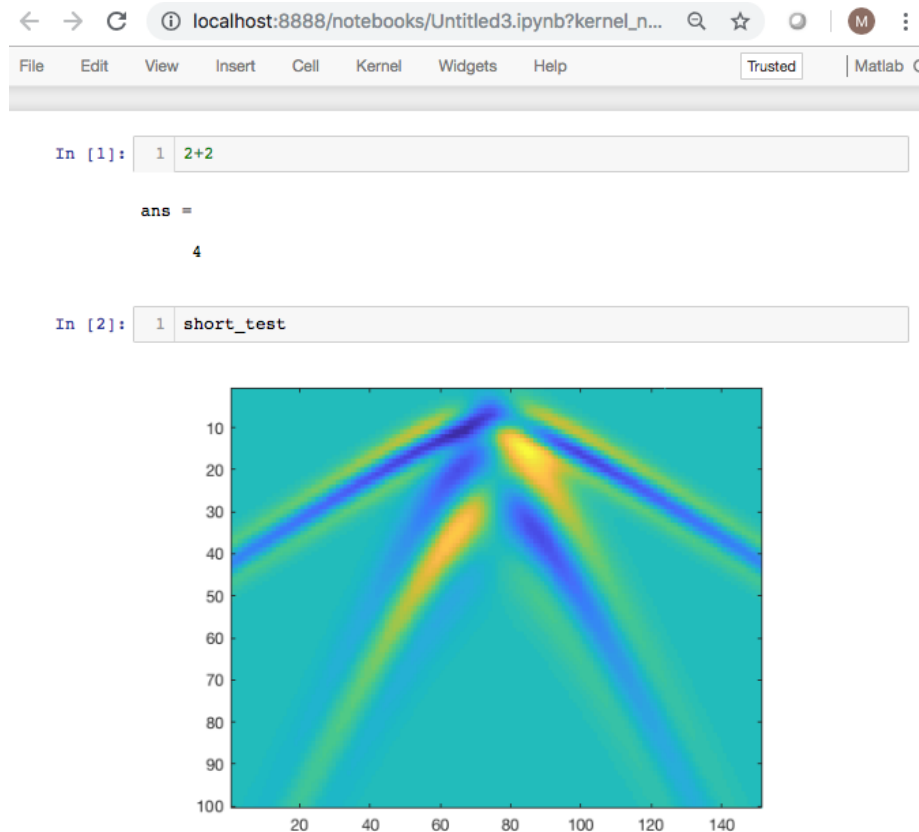 localhost:8888/notebooks/Untitled3.ipynb?kernel_n... M
File Edit View Insert Cell Kernel Widgets Help Trusted Matlab
In [1]: 1 2+2
ans =
4
In [2]: 1 short_test
10
20
30
40
50
60
70
80
90
100
20 40 60 80 100 120 140